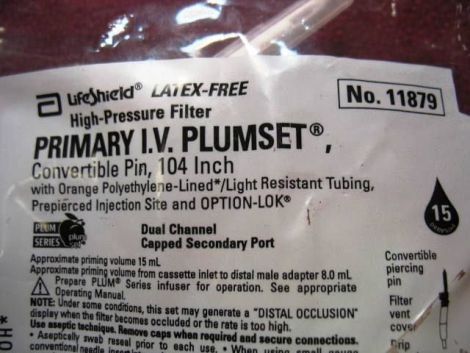 LifeShield® LATEX-FREE
No. 11879
High-Pressure Filter
PRIMARY I.V. PLUMSET®,
Convertible Pin, 104 Inch
with Orange Polyethylene-Lined*/Light Resistant Tubing,
Prepierced Injection Site and OPTION-LOK®
15
PLUM
SERIES
plum
set
Dual Channel
Capped Secondary Port
Approximate priming volume 15 mL
Approximate priming volume from cassette inlet to distal male adapter 8.0 mL
Prepare PLUM® Series infuser for operation. See appropriate
Operating Manual.
NOTE: Under some conditions, this set may generate a "DISTAL OCCLUSION"
display when the filter becomes occluded or the rate is too high.
Use aseptic technique. Remove caps when required and secure connections.
• Aseptically swab reseal prior to each use. • When using small gauge
conventional needle
Convertible
piercing
pin
Filter
vent
cover
Drip